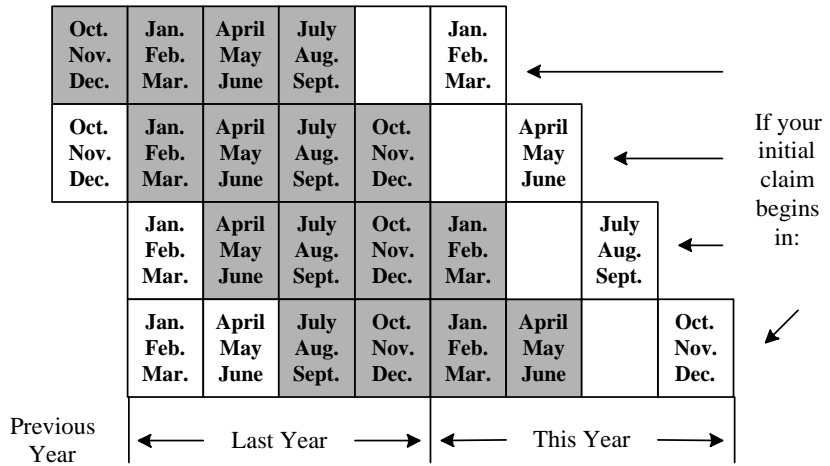 Oct. Jan. April July Jan.
Nov. Feb. May Aug. Feb.
Dec. Mar. June Sept. Mar.
Oct. Jan. April July Oct. April
Nov. Feb. May Aug. Nov. May
Dec. Mar. June Sept. Dec. June
Jan. April July Oct. Jan. July
Feb. May Aug. Nov. Feb. Aug.
Mar. June Sept. Dec. Mar. Sept.
Jan. April July Oct. Jan. April Oct.
Feb. May Aug. Nov. Feb. May Nov.
Mar. June Sept. Dec. Mar. June Dec.
If your
initial
claim
begins
in:
Previous
Year
Last Year
This Year